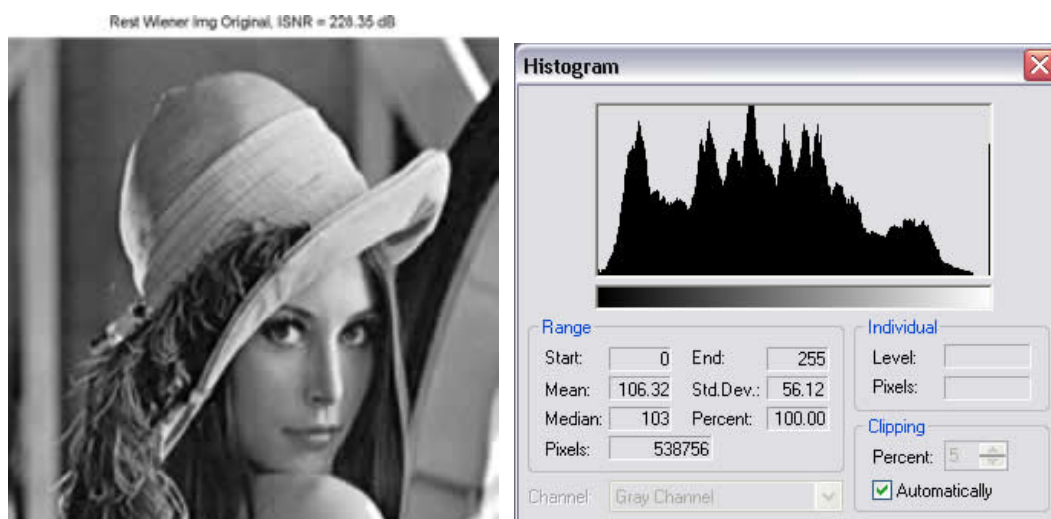 Rest Wiener Img Original, ISNR = 228.35 dB
Histogram
Range
Start: 0 End: 255
Mean: 106.32 Std.Dev.: 56.12
Median: 103 Percent: 100.00
Pixels: 538756
Individual
Level:
Pixels:
Clipping
Percent: 5
Automatically
Channel: Gray Channel